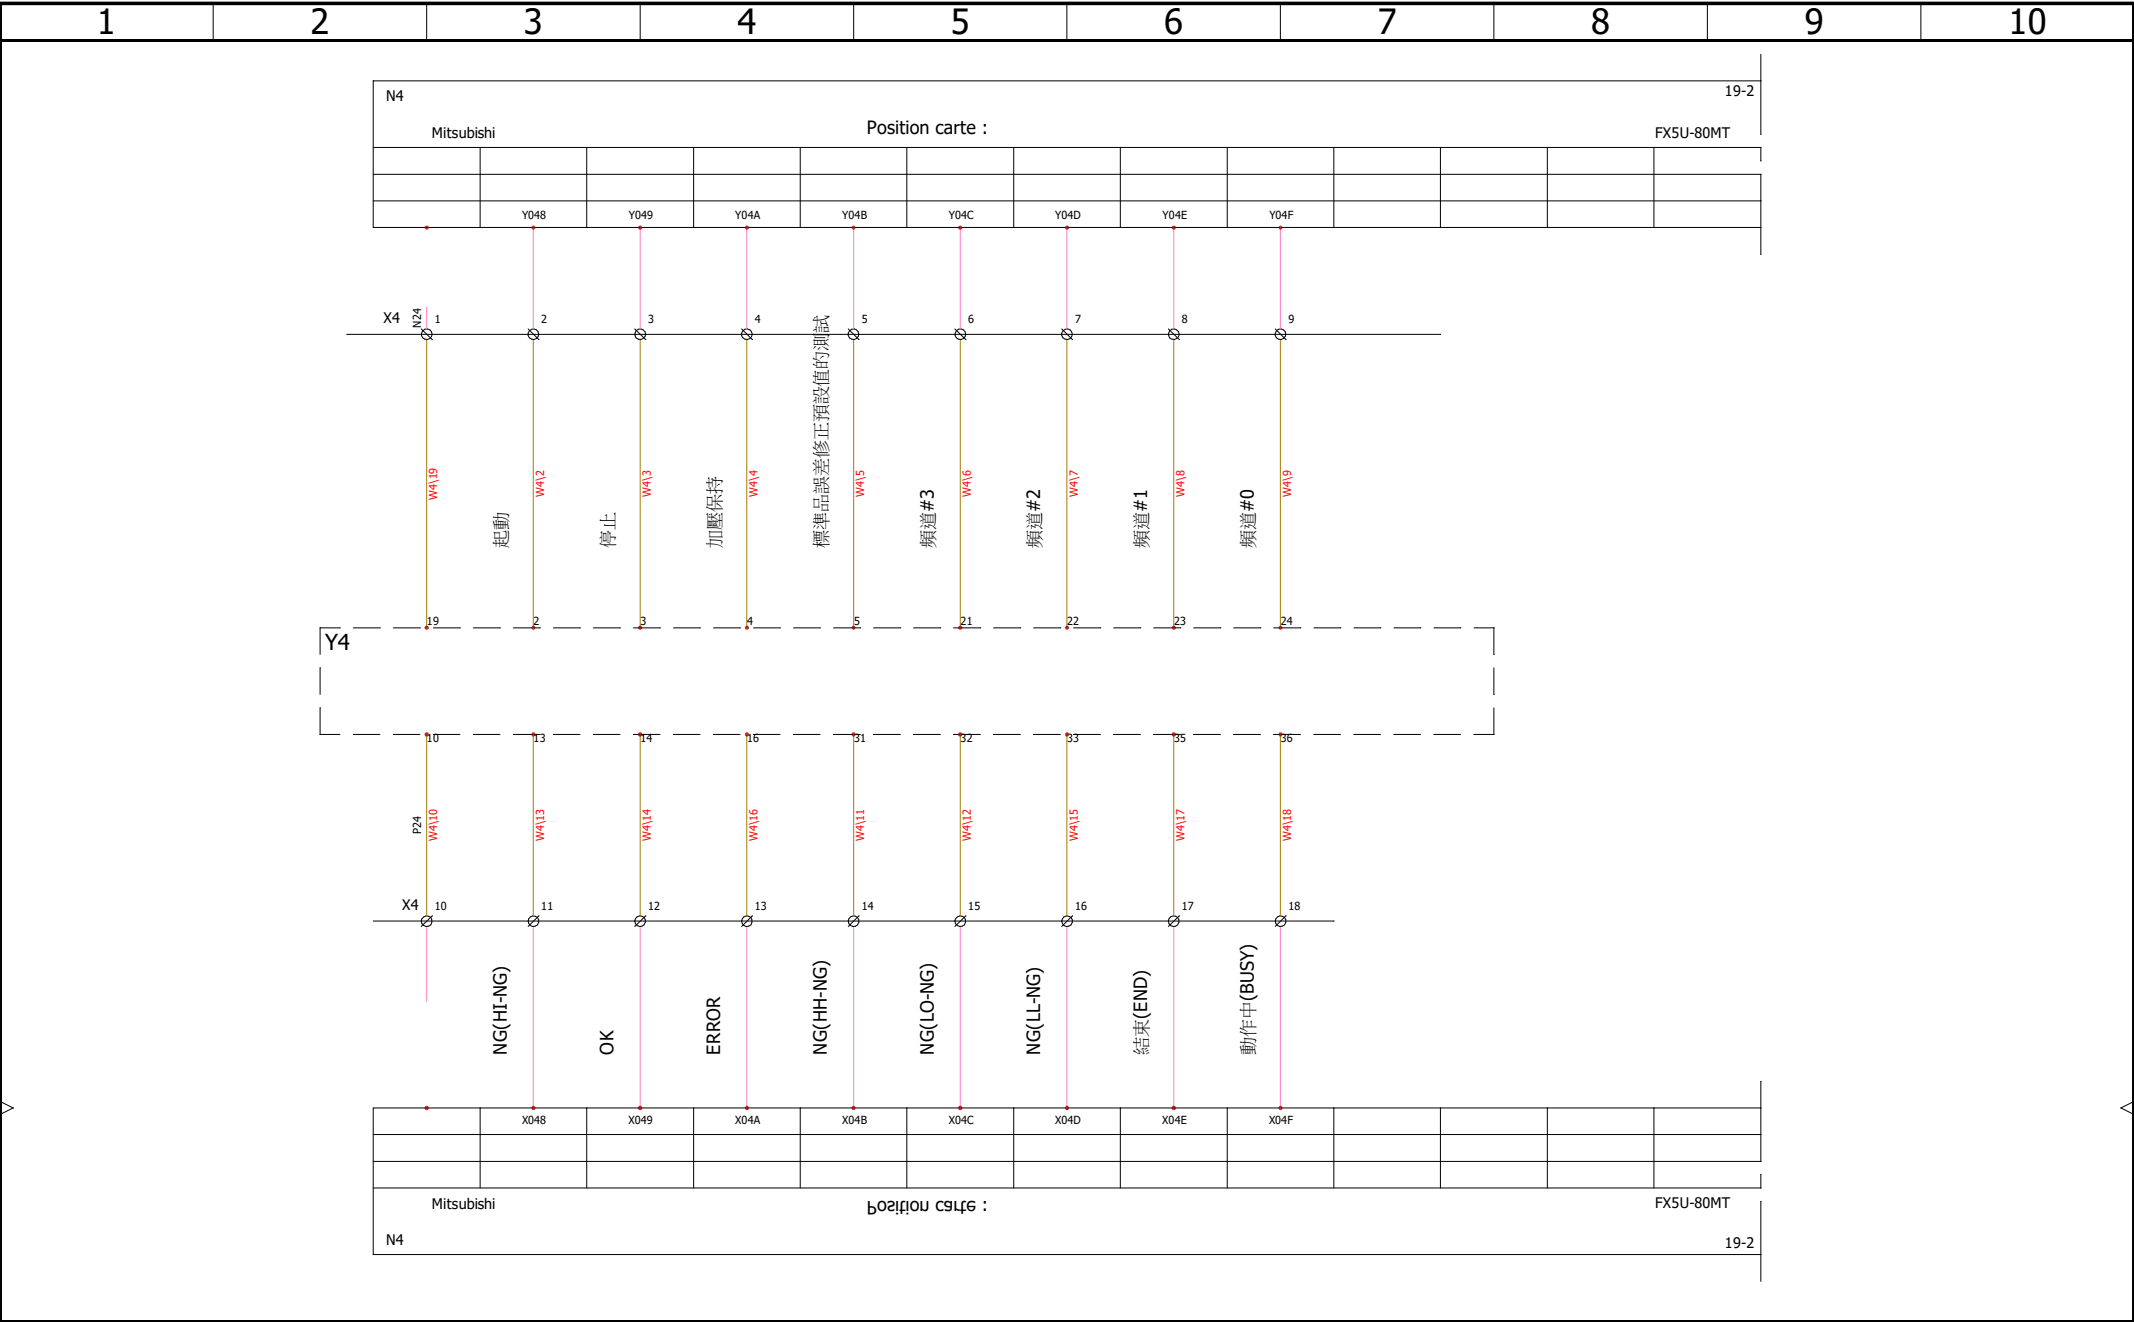 1 2 3 4 5 6 7 8 9 10
N4 19-2
Mitsubishi Position carte : FX5U-80MT
Y048 Y049 Y04A Y04B Y04C Y04D Y04E Y04F
X4 N24 1 2 3 4 5 6 7 8 9
W4\19 W4\2 W4\3 W4\4 W4\5 W4\6 W4\7 W4\8 W4\9
起動
停止
加壓保持
標準品誤差修正預設值的測試
頻道#3
頻道#2
頻道#1
頻道#0
19 2 3 4 5 21 22 23 24
Y4
10 13 14 16 31 32 33 35 36
P24 W4\10 W4\13 W4\14 W4\16 W4\11 W4\12 W4\15 W4\17 W4\18
X4 10 11 12 13 14 15 16 17 18
NG(HI-NG)
OK
ERROR
NG(HH-NG)
NG(LO-NG)
NG(LL-NG)
結束(END)
動作中(BUSY)
X048 X049 X04A X04B X04C X04D X04E X04F
Mitsubishi Position carte : FX5U-80MT
N4 19-2